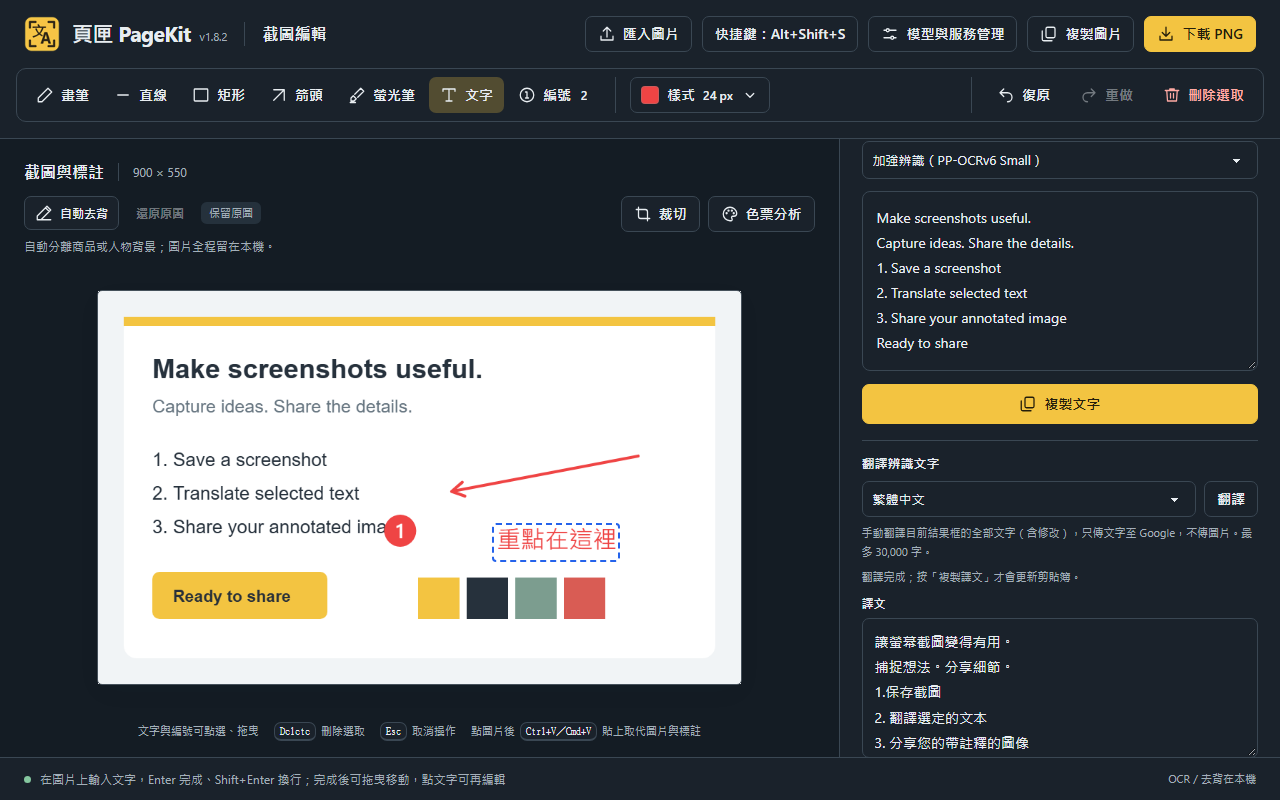 頁匣 PageKit v1.8.2 截圖編輯
匯入圖片
快捷鍵：Alt+Shift+S
模型與服務管理
複製圖片
下載 PNG
畫筆
直線
矩形
箭頭
螢光筆
文字
編號 2
樣式 24 px
復原
重做
刪除選取
截圖與標註 900 × 550
自動去背
還原原圖
保留原圖
裁切
色票分析
自動分離商品或人物背景；圖片全程留在本機。
Make screenshots useful.
Capture ideas. Share the details.
1. Save a screenshot
2. Translate selected text
3. Share your annotated ima
1
重點在這裡
Ready to share
文字與編號可點選、拖曳 Delete 刪除選取 Esc 取消操作 點圖片後 Ctrl+V／Cmd+V 貼上取代圖片與標註
加強辨識（PP-OCRv6 Small）
Make screenshots useful.
Capture ideas. Share the details.
1. Save a screenshot
2. Translate selected text
3. Share your annotated image
Ready to share
複製文字
翻譯辨識文字
繁體中文
翻譯
手動翻譯目前結果框的全部文字（含修改），只傳文字至 Google，不傳圖片。最
多 30,000 字。
翻譯完成；按「複製譯文」才會更新剪貼簿。
譯文
讓螢幕截圖變得有用。
捕捉想法。分享細節。
1.保存截圖
2. 翻譯選定的文本
3. 分享您的帶註釋的圖像
在圖片上輸入文字，Enter 完成、Shift+Enter 換行；完成後可拖曳移動，點文字可再編輯
OCR / 去背在本機